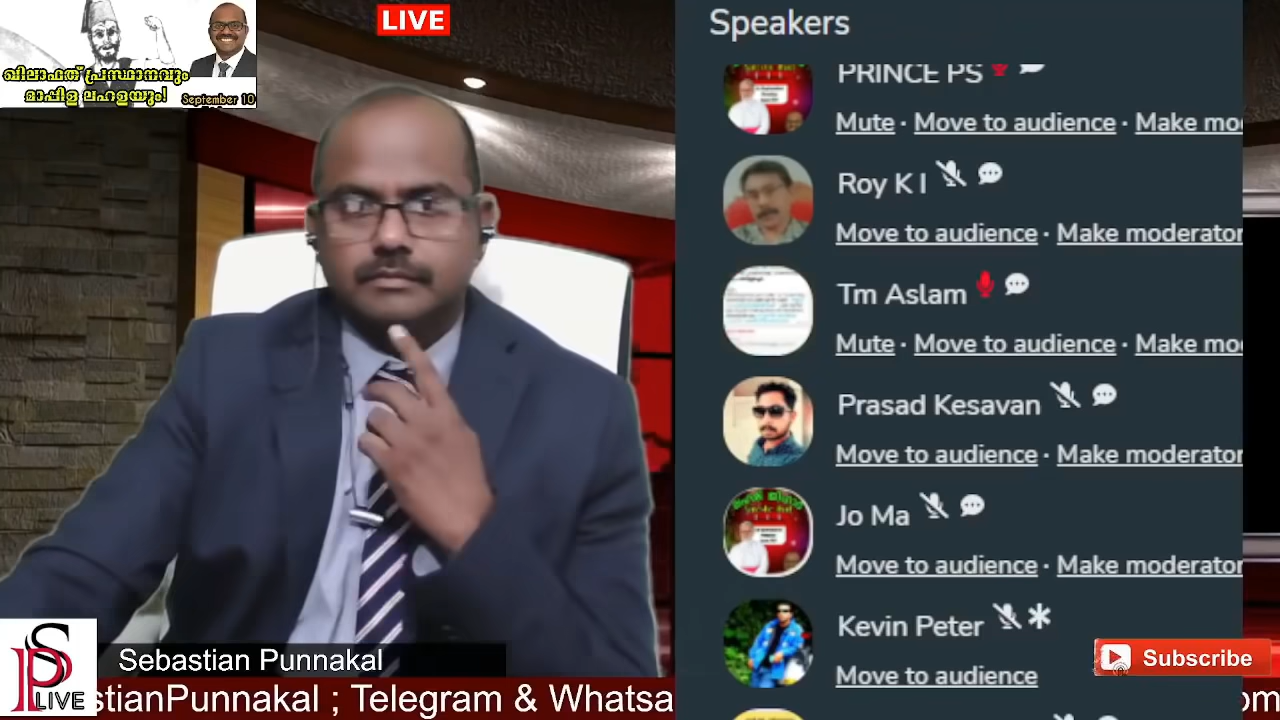 LIVE
ഖിലാഫത് പ്രസ്ഥാനവും
മാപ്പിള ലഹളയും!
September 10
Speakers
PRINCE PS
Mute · Move to audience · Make mo
Roy K I
Move to audience · Make moderator
Tm Aslam
Mute · Move to audience · Make mo
Prasad Kesavan
Move to audience · Make moderator
Jo Ma
Move to audience · Make moderator
Kevin Peter
Move to audience
Subscribe
SP
LIVE
Sebastian Punnakal
stianPunnakal ; Telegram & Whatsa
om